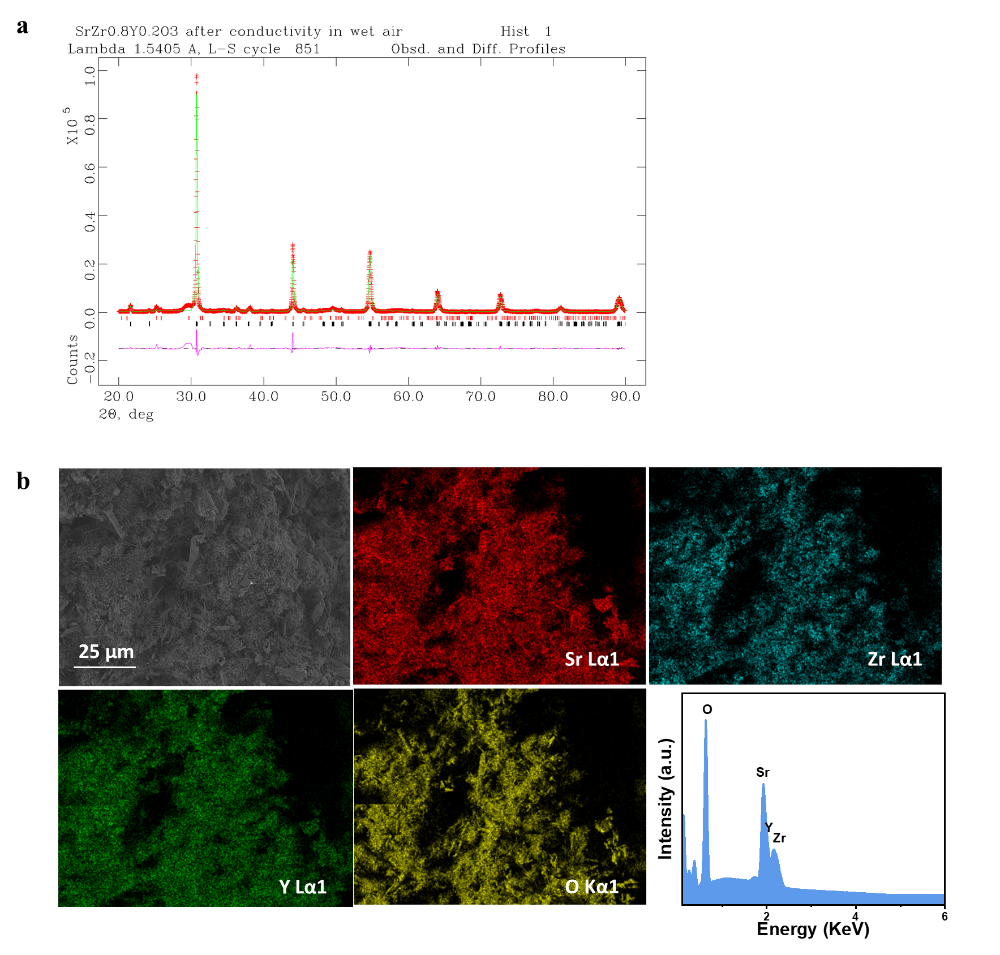 a
SrZr0.8Y0.2O3 after conductivity in wet air Hist 1
Lambda 1.5405 A, L-S cycle 851 Obsd. and Diff. Profiles
X10 5
1.0
0.8
0.6
0.4
0.2
0.0
-0.2
Counts
20.0 30.0 40.0 50.0 60.0 70.0 80.0 90.0
2Θ, deg
b
25 μm
Sr Lα1
Zr Lα1
Y Lα1
O Kα1
O
Sr
Y
Zr
Intensity (a.u.)
2 4 6
Energy (KeV)